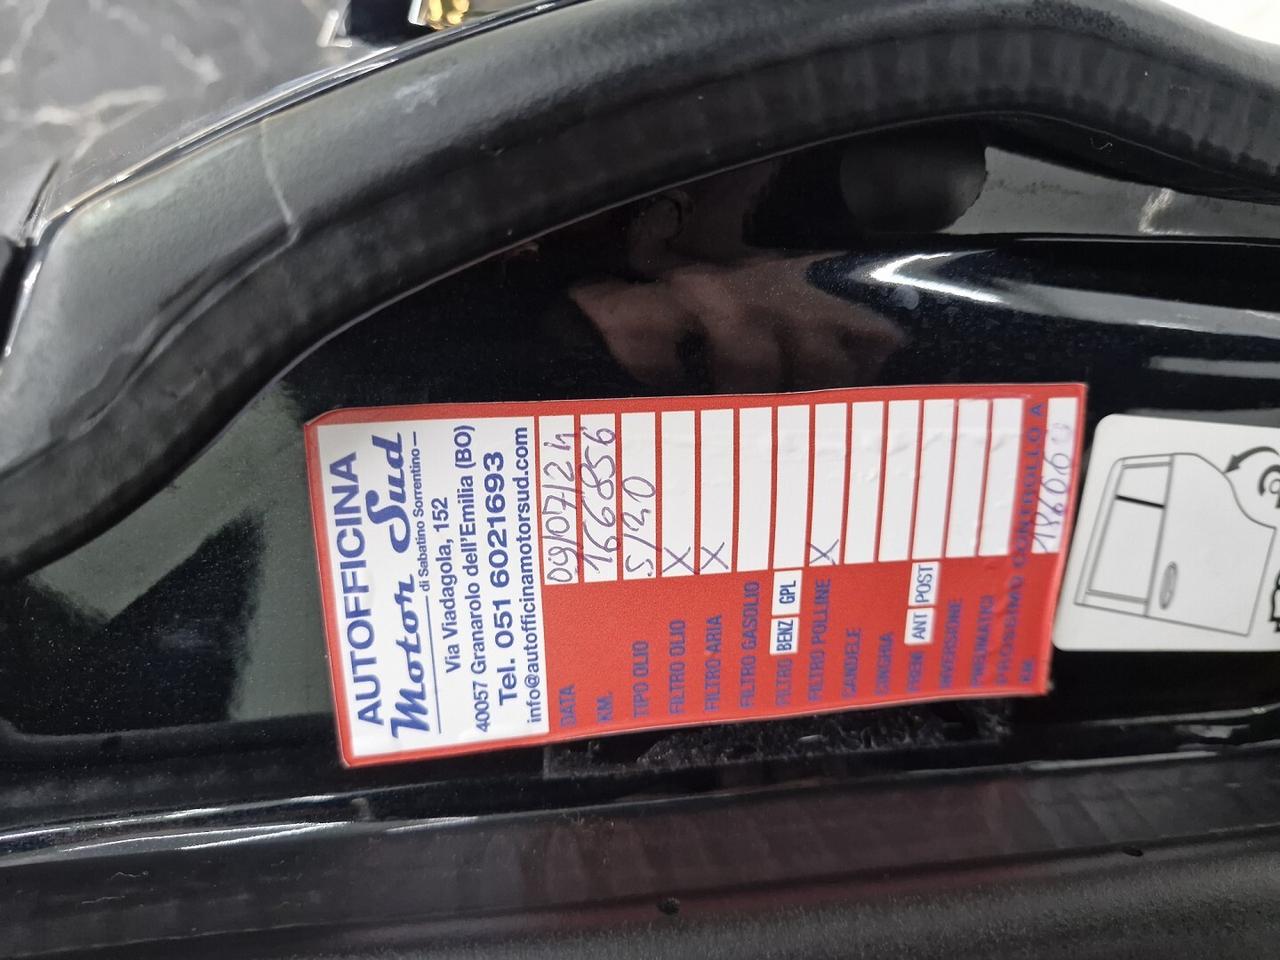 AUTOFFICINA
Motor Sud
di Sabatino Sorrentino
Via Viadagola, 152
40057 Granarolo dell'Emilia (BO)
Tel. 051 6021693
info@autofficinamotorsud.com
DATA 09/07/24
KM. 166856
TIPO OLIO 5/30
FILTRO OLIO X
FILTRO ARIA X
FILTRO GASOLIO
FILTRO BENZ GPL
FILTRO POLLINE X
CANDELE
CINGHIA
FRENI ANT POST
INVERSIONE
PNEUMATICI
PROSSIMO CONTROLLO A
KM. 186000